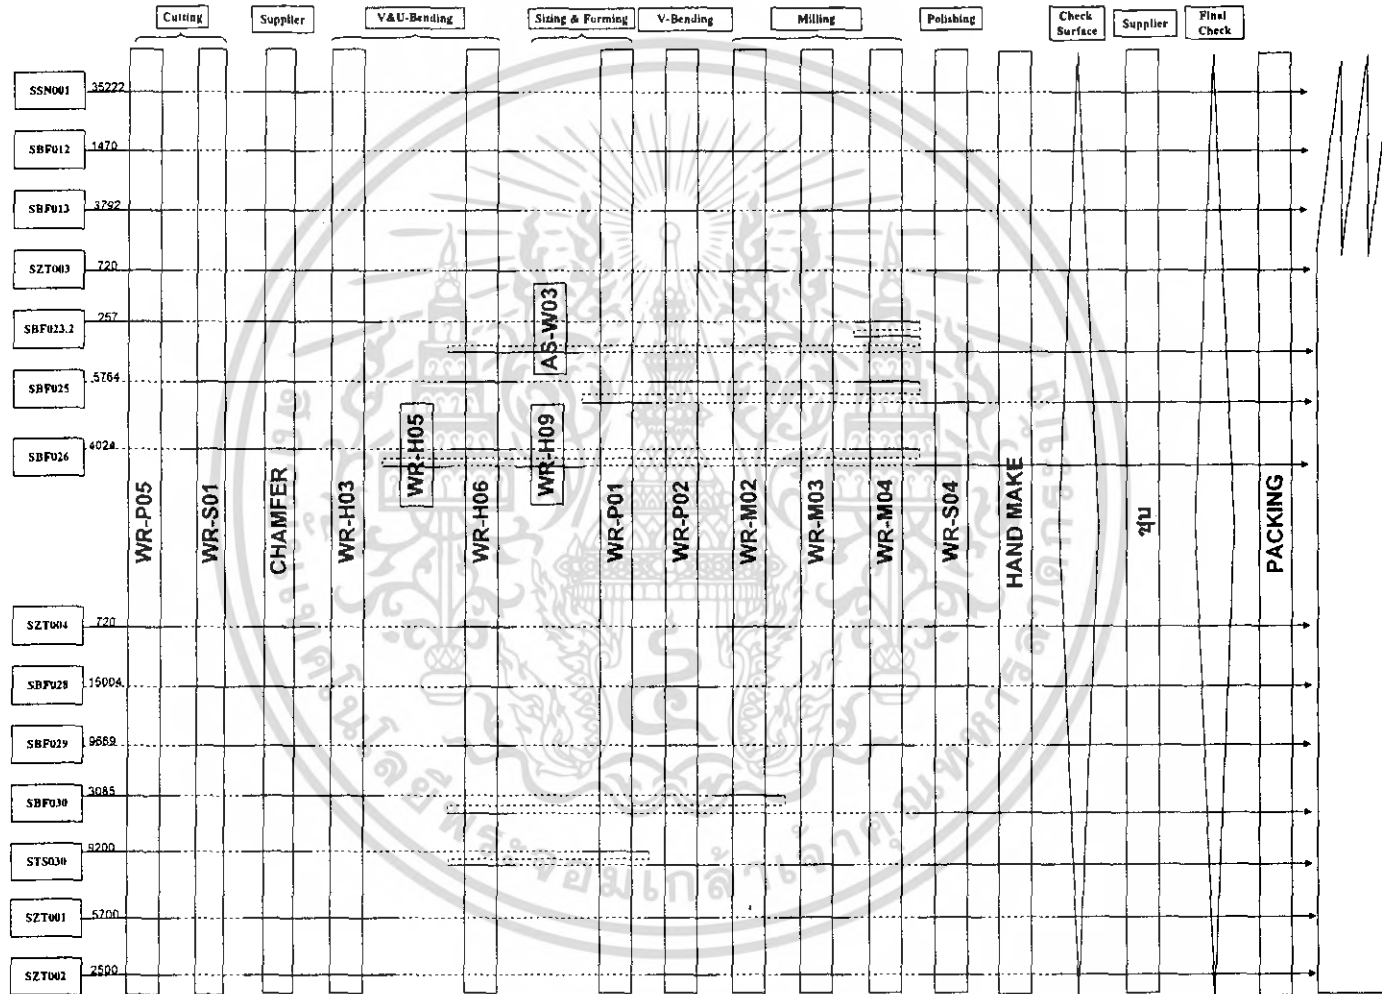 Cutting
Supplier
V&U-Bending
Sizing & Forming
V-Bending
Milling
Polishing
Check
Surface
Supplier
Final
Check
SSN001 35222
SBF012 1470
SBF013 3792
SZT003 720
SBF023.2 257
SBF025 5764
SBF026 4024
AS-W03
WR-H05
WR-H09
WR-P05
WR-S01
CHAMFER
WR-H03
WR-H06
WR-P01
WR-P02
WR-M02
WR-M03
WR-M04
WR-S04
HAND MAKE
ชุบ
PACKING
SZT004 720
SBF028 15004
SBF029 9669
SBF030 3085
STS030 8200
SZT001 5700
SZT002 2500